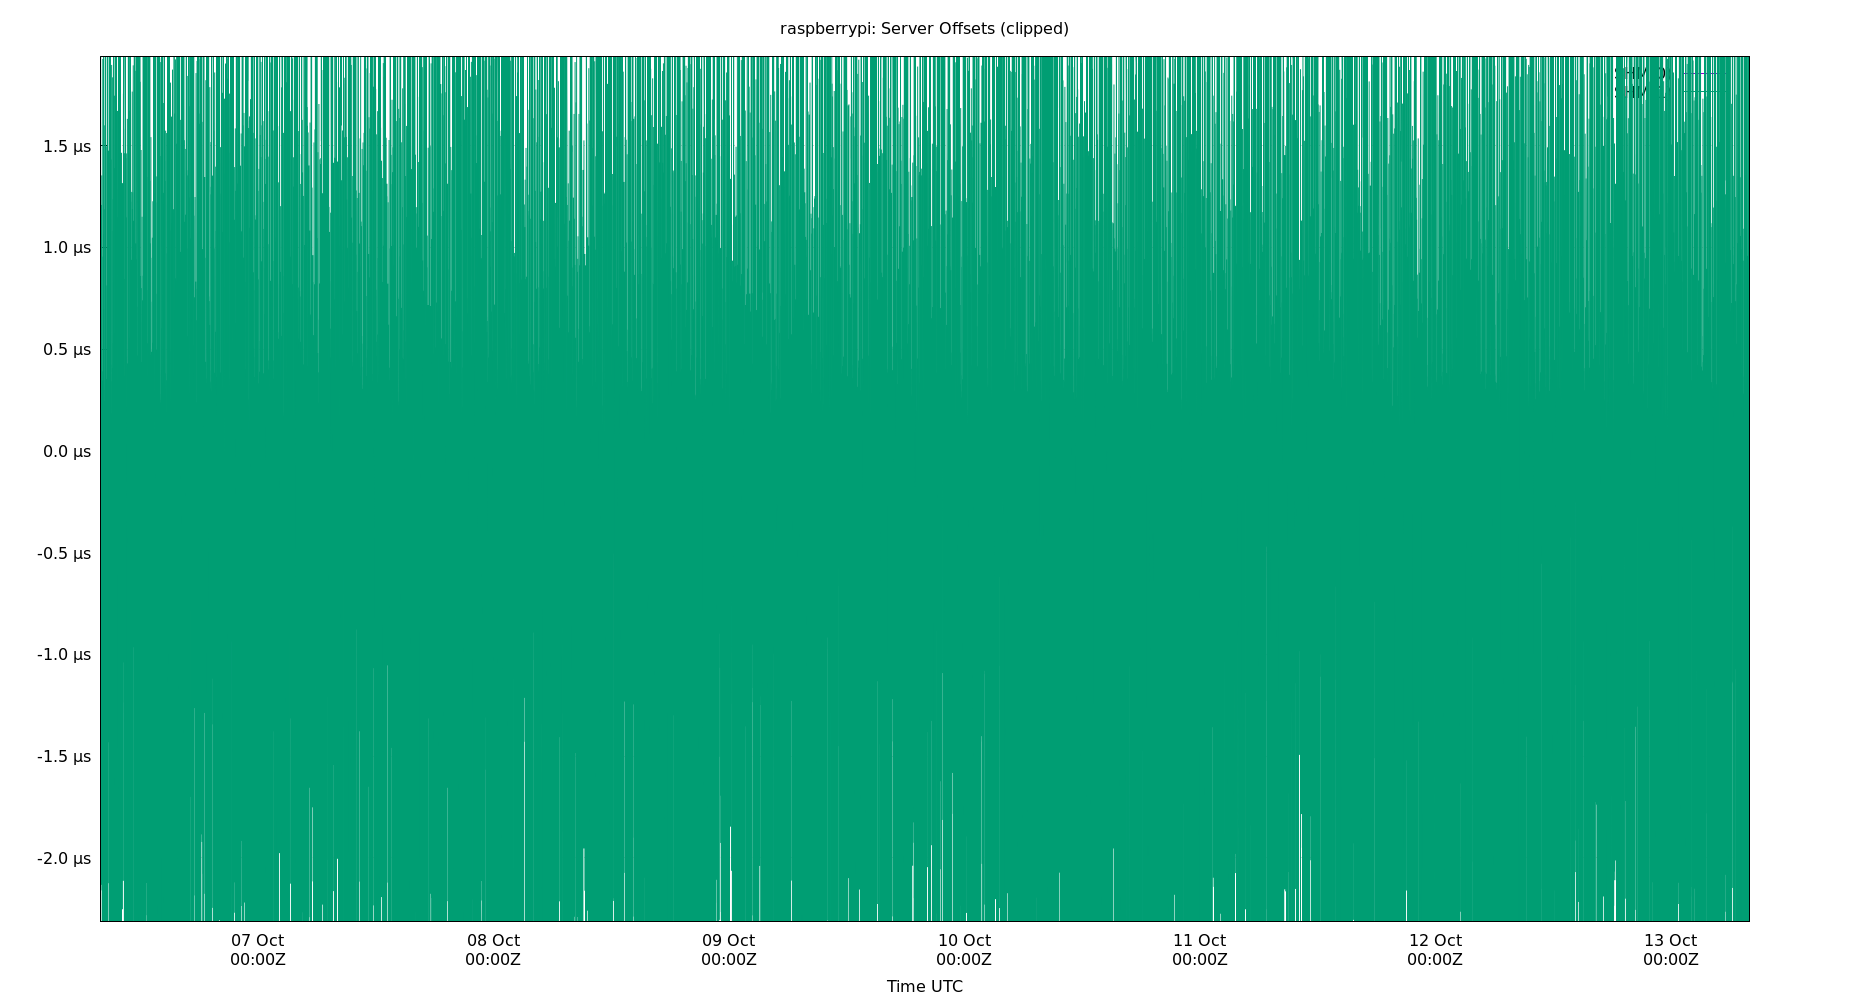 raspberrypi: Server Offsets (clipped)
1.5 µs
1.0 µs
0.5 µs
0.0 µs
-0.5 µs
-1.0 µs
-1.5 µs
-2.0 µs
07 Oct
00:00Z
08 Oct
00:00Z
09 Oct
00:00Z
10 Oct
00:00Z
11 Oct
00:00Z
12 Oct
00:00Z
13 Oct
00:00Z
Time UTC